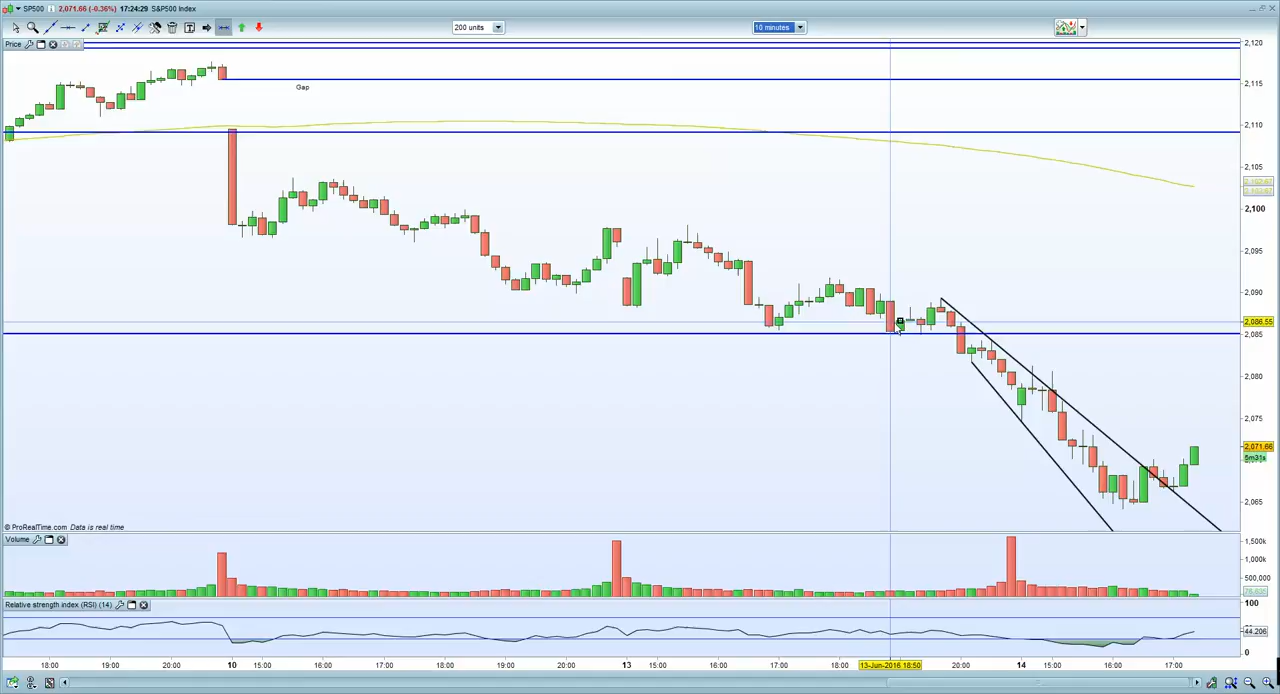 SP500 2,071.66 (-0.36%) 17:24:29 S&P500 Index
200 units 10 minutes
Price
Gap
2,120
2,115
2,110
2,105
2,102.67
2,100
2,095
2,090
2,086.55
2,085
2,080
2,075
2,071.66
5m31s
2,065
© ProRealTime.com Data is real time
Volume
1,500k
1,000k
500,000
Relative strength index (RSI) (14)
100
44.206
0
18:00 19:00 20:00 10 15:00 16:00 17:00 18:00 19:00 20:00 13 15:00 16:00 17:00 18:00 13-Jun-2016 18:50 20:00 14 15:00 16:00 17:00